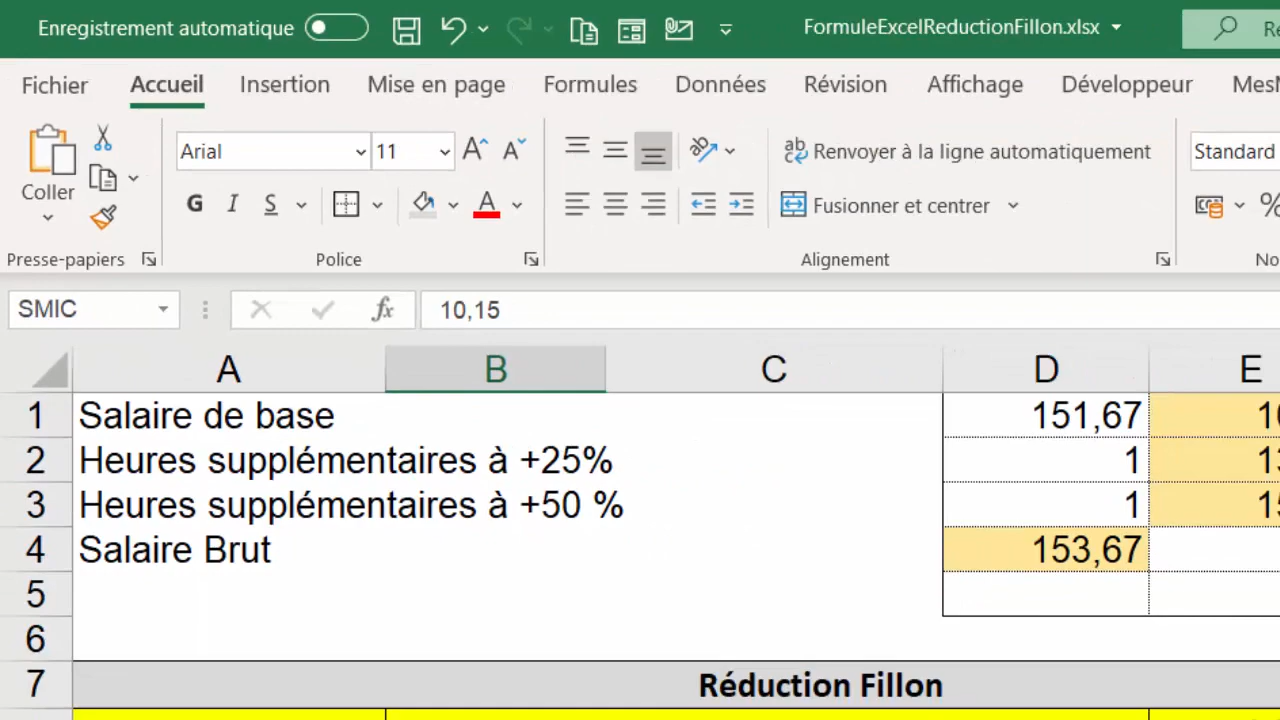 Enregistrement automatique
FormuleExcelReductionFillon.xlsx
Fichier Accueil Insertion Mise en page Formules Données Révision Affichage Développeur
Arial 11
Renvoyer à la ligne automatiquement
Standard
Coller
G I S A
Fusionner et centrer
%
Presse-papiers Police Alignement
SMIC fx 10,15
A B C D E
1 Salaire de base 151,67
2 Heures supplémentaires à +25% 1
3 Heures supplémentaires à +50 % 1
4 Salaire Brut 153,67
5
6
7 Réduction Fillon